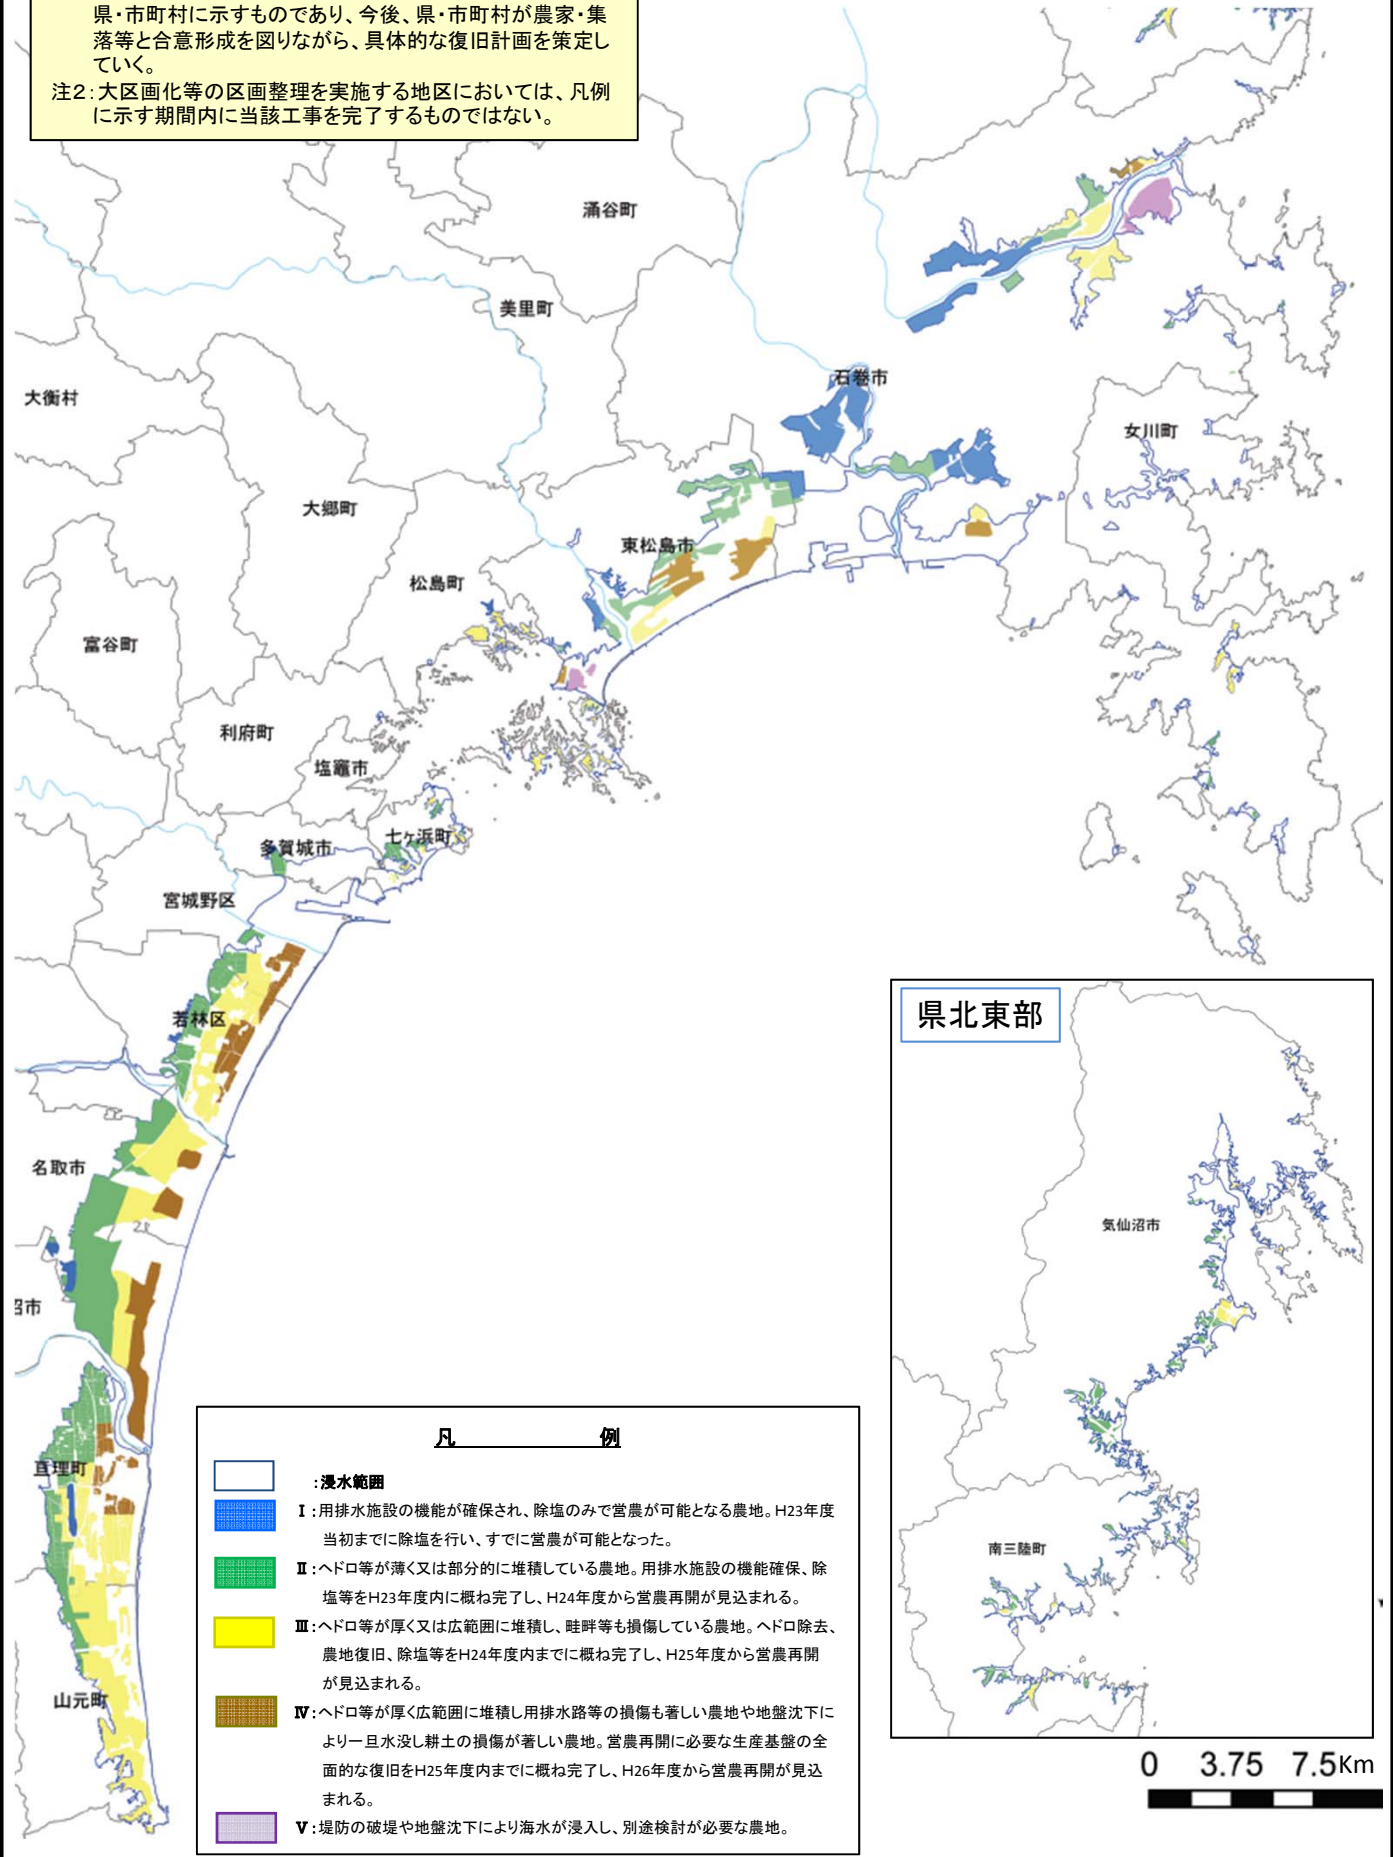 県・市町村に示すものであり、今後、県・市町村が農家・集
落等と合意形成を図りながら、具体的な復旧計画を策定し
ていく。
注2：大区画化等の区画整理を実施する地区においては、凡例
に示す期間内に当該工事を完了するものではない。
涌谷町
美里町
大衡村
石巻市
女川町
大郷町
東松島市
松島町
富谷町
利府町
塩竈市
多賀城市
七ヶ浜町
宮城野区
若林区
名取市
沼市
亘理町
山元町
県北東部
気仙沼市
南三陸町
凡　例
：浸水範囲
Ⅰ：用排水施設の機能が確保され、除塩のみで営農が可能となる農地。H23年度
当初までに除塩を行い、すでに営農が可能となった。
Ⅱ：ヘドロ等が薄く又は部分的に堆積している農地。用排水施設の機能確保、除
塩等をH23年度内に概ね完了し、H24年度から営農再開が見込まれる。
Ⅲ：ヘドロ等が厚く又は広範囲に堆積し、畦畔等も損傷している農地。ヘドロ除去、
農地復旧、除塩等をH24年度内までに概ね完了し、H25年度から営農再開
が見込まれる。
Ⅳ：ヘドロ等が厚く広範囲に堆積し用排水路等の損傷も著しい農地や地盤沈下に
より一旦水没し耕土の損傷が著しい農地。営農再開に必要な生産基盤の全
面的な復旧をH25年度内までに概ね完了し、H26年度から営農再開が見込
まれる。
Ⅴ：堤防の破堤や地盤沈下により海水が浸入し、別途検討が必要な農地。
0 3.75 7.5Km